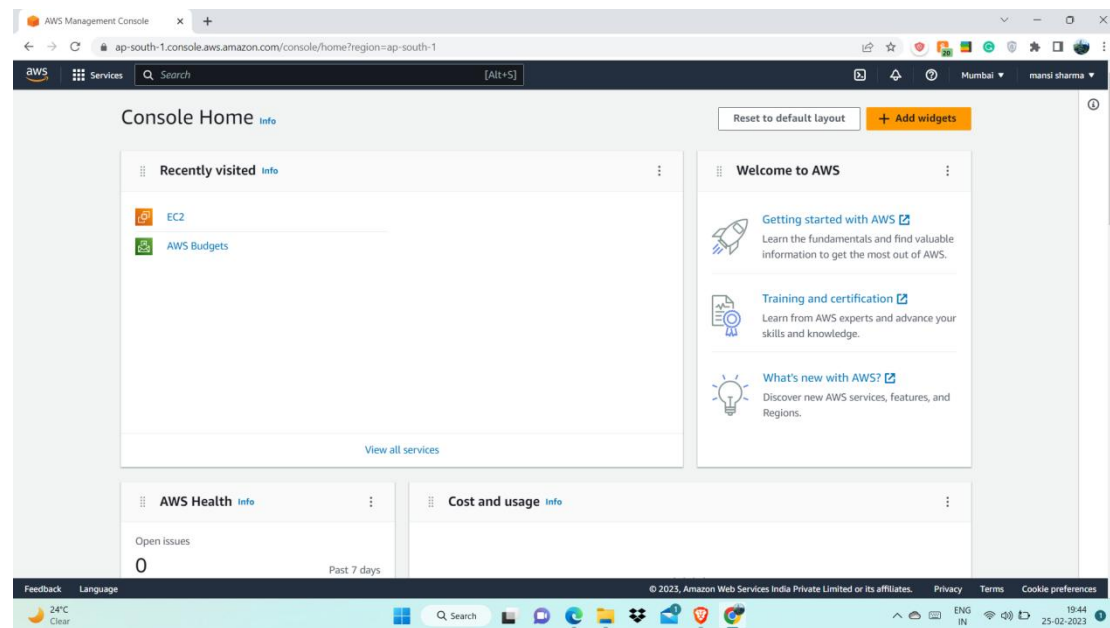 AWS Management Console
ap-south-1.console.aws.amazon.com/console/home?region=ap-south-1
20
aws
Services
Search
[Alt+S]
Mumbai
mansi sharma
Console Home Info
Reset to default layout
+ Add widgets
Recently visited Info
EC2
AWS Budgets
View all services
Welcome to AWS
Getting started with AWS
Learn the fundamentals and find valuable
information to get the most out of AWS.
Training and certification
Learn from AWS experts and advance your
skills and knowledge.
What's new with AWS?
Discover new AWS services, features, and
Regions.
AWS Health Info
Open issues
0
Past 7 days
Cost and usage Info
Feedback
Language
© 2023, Amazon Web Services India Private Limited or its affiliates.
Privacy
Terms
Cookie preferences
24°C
Clear
Search
ENG
IN
19:44
25-02-2023
1